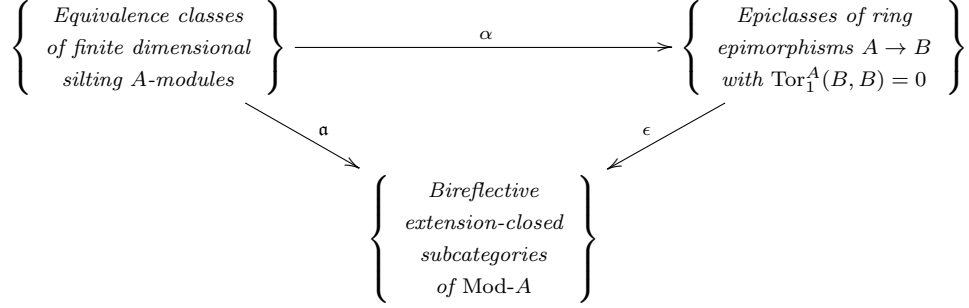 Equivalence classes
of finite dimensional
silting A-modules
α
Epiclasses of ring
epimorphisms A → B
with Tor₁ᴬ(B, B) = 0
𝔞
ϵ
Bireflective
extension-closed
subcategories
of Mod-A